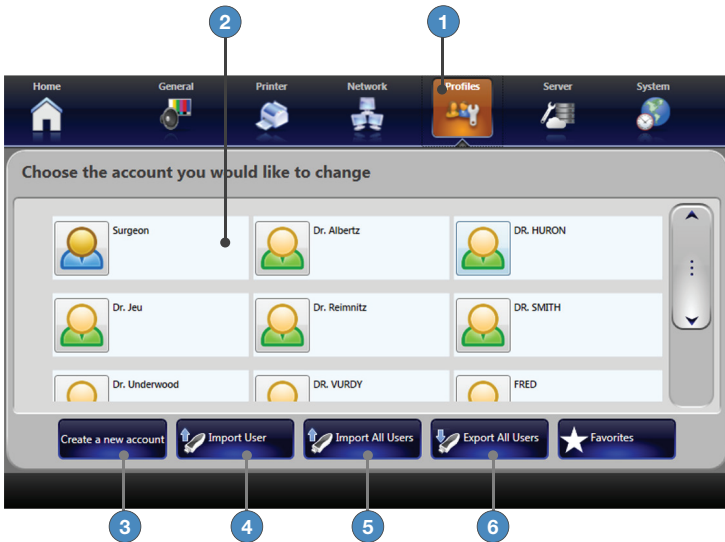 2 1
Home General Printer Network Profiles Server System
Choose the account you would like to change
Surgeon Dr. Albertz DR. HURON
Dr. Jeu Dr. Reimnitz DR. SMITH
Dr. Underwood DR. VURDY FRED
Create a new account Import User Import All Users Export All Users Favorites
3 4 5 6